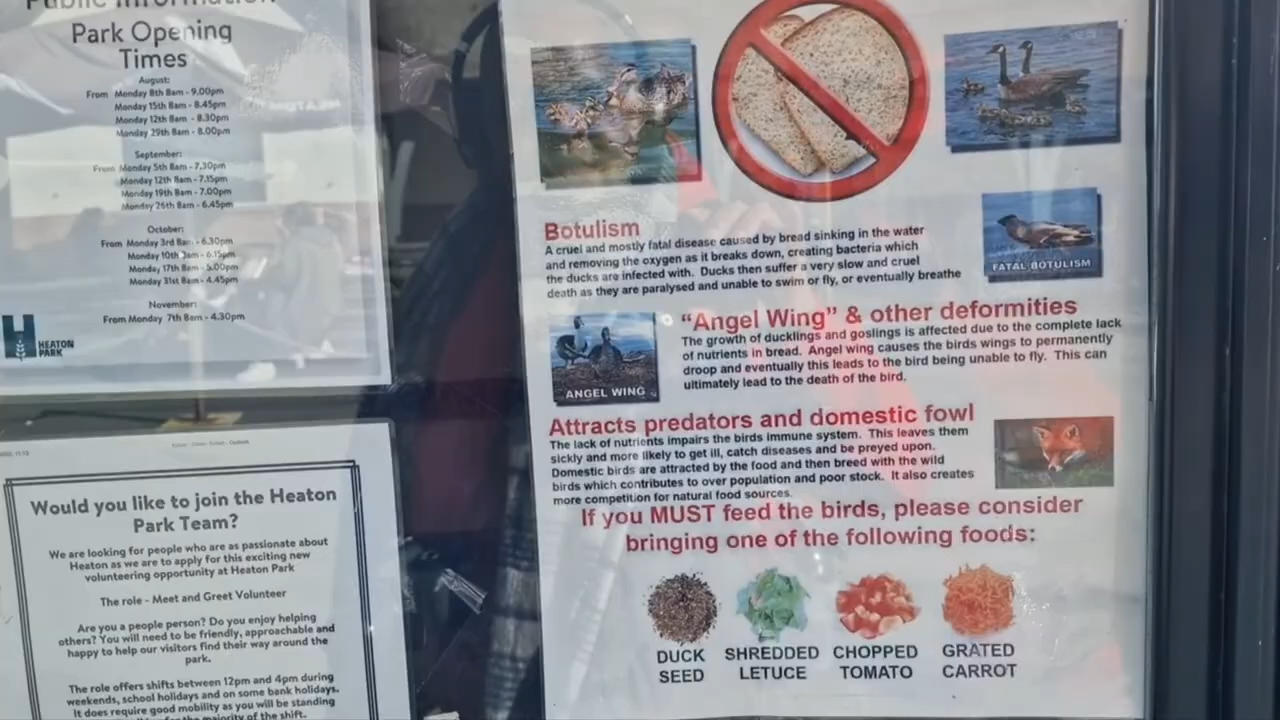 Public Information
Park Opening
Times
August:
From Monday 8th 8am - 9.00pm
Monday 15th 8am - 8.45pm
Monday 12th 8am - 8.30pm
Monday 29th 8am - 8.00pm
September:
From Monday 5th 8am - 7.30pm
Monday 12th 8am - 7.15pm
Monday 19th 8am - 7.00pm
Monday 26th 8am - 6.45pm
October:
From Monday 3rd 8am - 6.30pm
Monday 10th 8am - 6.15pm
Monday 17th 8am - 5.00pm
Monday 31st 8am - 4.45pm
November:
From Monday 7th 8am - 4.30pm
HEATON
PARK
Would you like to join the Heaton
Park Team?
We are looking for people who are as passionate about
Heaton as we are to apply for this exciting new
volunteering opportunity at Heaton Park
The role - Meet and Greet Volunteer
Are you a people person? Do you enjoy helping
others? You will need to be friendly, approachable and
happy to help our visitors find their way around the
park.
The role offers shifts between 12pm and 4pm during
weekends, school holidays and on some bank holidays.
It does require good mobility as you will be standing
for the majority of the shift.
Botulism
A cruel and mostly fatal disease caused by bread sinking in the water
and removing the oxygen as it breaks down, creating bacteria which
the ducks are infected with. Ducks then suffer a very slow and cruel
death as they are paralysed and unable to swim or fly, or eventually breathe
FATAL BOTULISM
"Angel Wing" & other deformities
The growth of ducklings and goslings is affected due to the complete lack
of nutrients in bread. Angel wing causes the birds wings to permanently
droop and eventually this leads to the bird being unable to fly. This can
ultimately lead to the death of the bird.
ANGEL WING
Attracts predators and domestic fowl
The lack of nutrients impairs the birds immune system. This leaves them
sickly and more likely to get ill, catch diseases and be preyed upon.
Domestic birds are attracted by the food and then breed with the wild
birds which contributes to over population and poor stock. It also creates
more competition for natural food sources.
If you MUST feed the birds, please consider
bringing one of the following foods:
DUCK
SEED
SHREDDED
LETUCE
CHOPPED
TOMATO
GRATED
CARROT